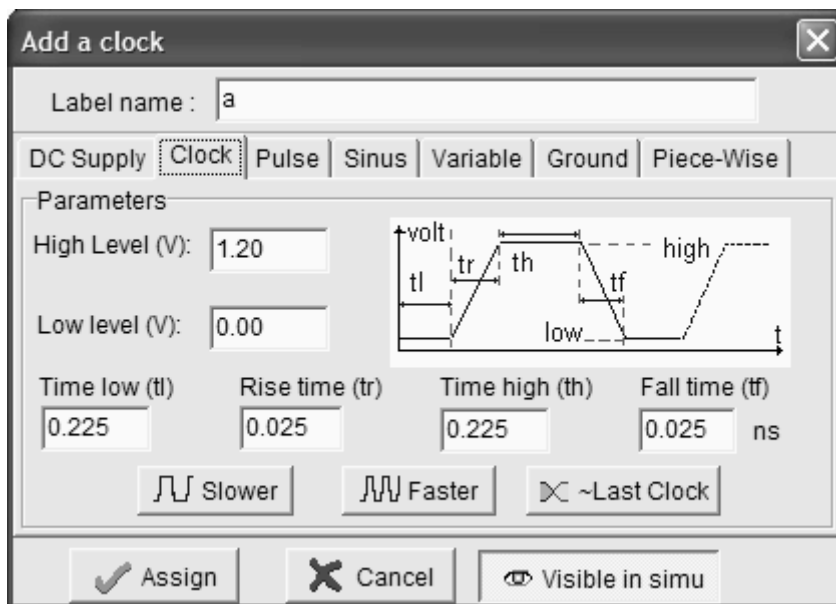 Add a clock
Label name : a
DC Supply Clock Pulse Sinus Variable Ground Piece-Wise
Parameters
High Level (V): 1.20
Low level (V): 0.00
volt
tl
tr
th
tf
high
low
t
Time low (tl) Rise time (tr) Time high (th) Fall time (tf)
0.225 0.025 0.225 0.025 ns
Slower Faster ~Last Clock
Assign Cancel Visible in simu